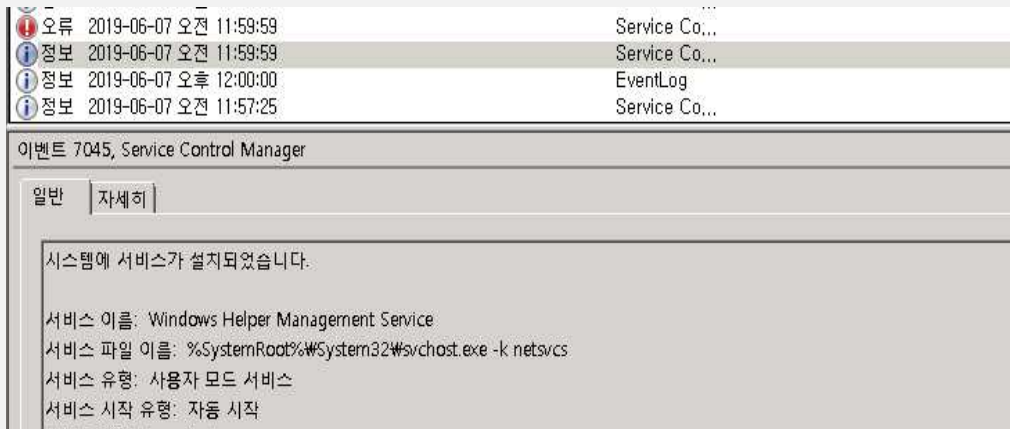 오류 2019-06-07 오전 11:59:59 Service Co...
정보 2019-06-07 오전 11:59:59 Service Co...
정보 2019-06-07 오후 12:00:00 EventLog
정보 2019-06-07 오전 11:57:25 Service Co...
이벤트 7045, Service Control Manager
일반 자세히
시스템에 서비스가 설치되었습니다.
서비스 이름: Windows Helper Management Service
서비스 파일 이름: %SystemRoot%₩System32₩svchost.exe -k netsvcs
서비스 유형: 사용자 모드 서비스
서비스 시작 유형: 자동 시작